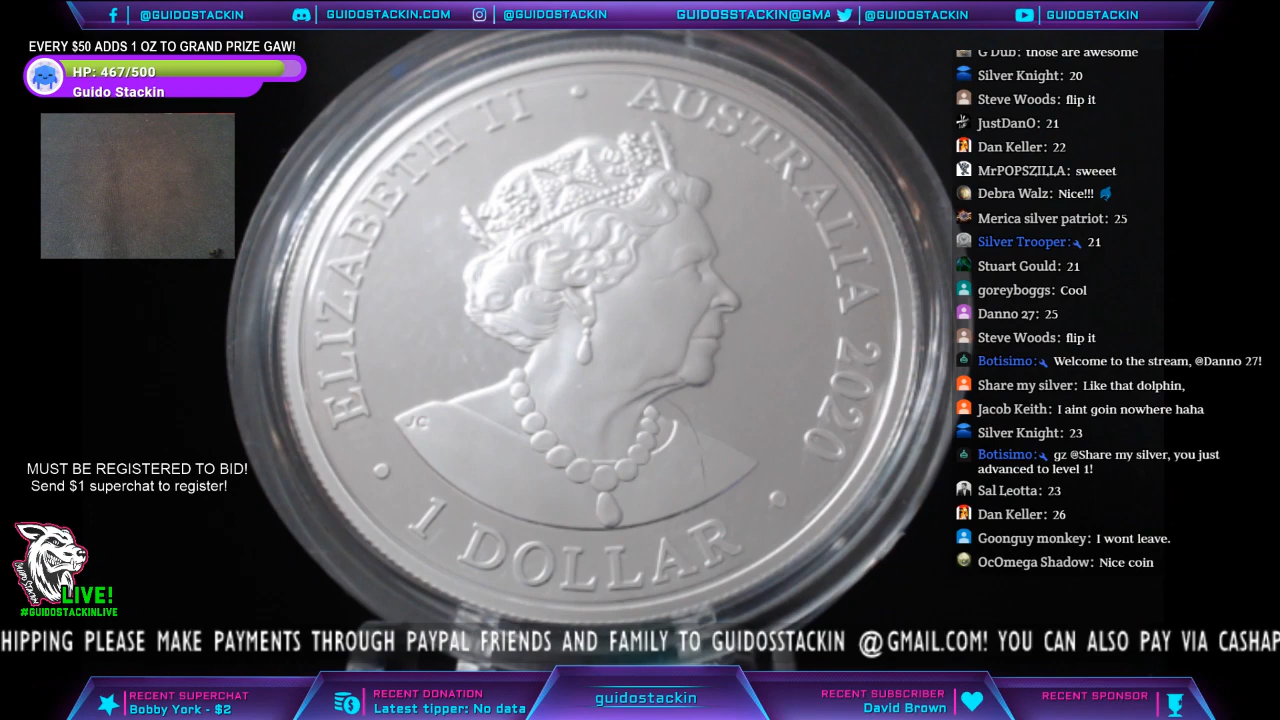 @GUIDOSTACKIN
GUIDOSTACKIN.COM
@GUIDOSTACKIN
GUIDOSSTACKIN@GMA
@GUIDOSTACKIN
GUIDOSTACKIN
EVERY $50 ADDS 1 OZ TO GRAND PRIZE GAW!
HP: 467/500
Guido Stackin
ELIZABETH II • AUSTRALIA 2020
JC
• 1 DOLLAR •
G Dub: those are awesome
Silver Knight: 20
Steve Woods: flip it
JustDanO: 21
Dan Keller: 22
MrPOPSZILLA: sweeet
Debra Walz: Nice!!!
Merica silver patriot: 25
Silver Trooper: 21
Stuart Gould: 21
goreyboggs: Cool
Danno 27: 25
Steve Woods: flip it
Botisimo: Welcome to the stream, @Danno 27!
Share my silver: Like that dolphin,
Jacob Keith: I aint goin nowhere haha
Silver Knight: 23
Botisimo: gz @Share my silver, you just
advanced to level 1!
Sal Leotta: 23
Dan Keller: 26
Goonguy monkey: I wont leave.
OcOmega Shadow: Nice coin
MUST BE REGISTERED TO BID!
Send $1 superchat to register!
LIVE!
#GUIDOSTACKINLIVE
HIPPING PLEASE MAKE PAYMENTS THROUGH PAYPAL FRIENDS AND FAMILY TO GUIDOSSTACKIN @GMAIL.COM! YOU CAN ALSO PAY VIA CASHAP
RECENT SUPERCHAT
Bobby York - $2
RECENT DONATION
Latest tipper: No data
guidostackin
RECENT SUBSCRIBER
David Brown
RECENT SPONSOR